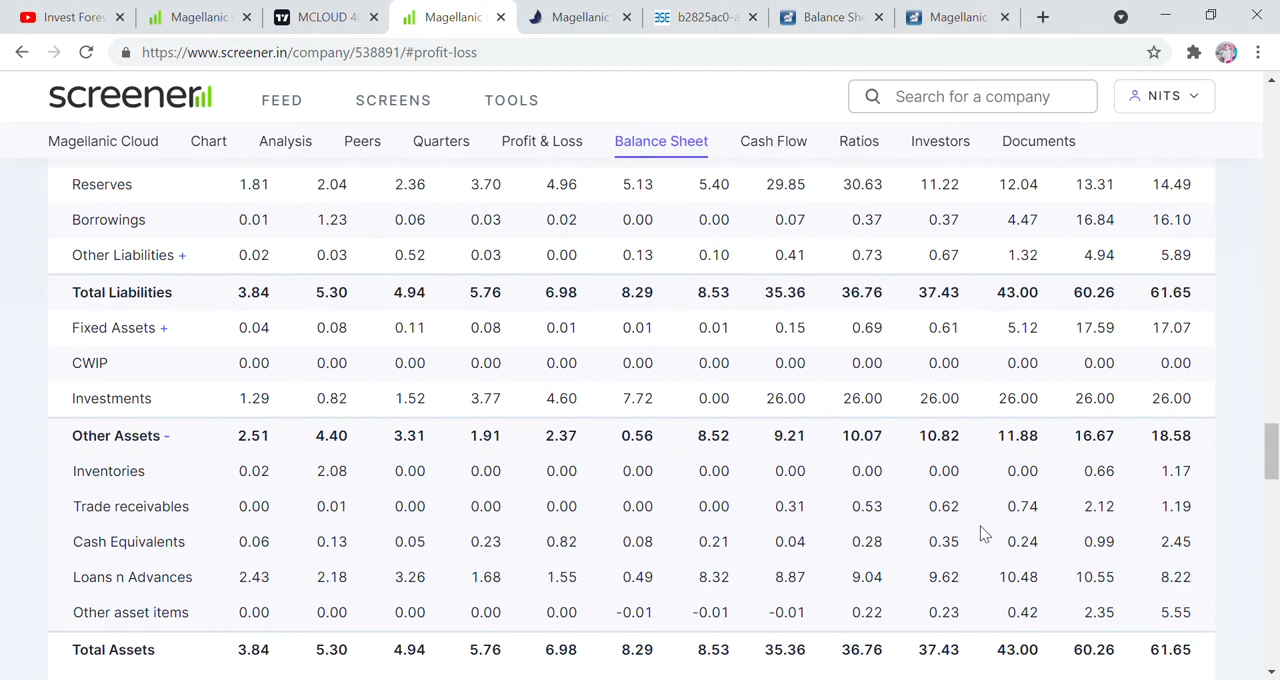 Invest Forev Magellanic MCLOUD 40 Magellanic Magellanic b2825ac0-a Balance She Magellanic
https://www.screener.in/company/538891/#profit-loss
screener FEED SCREENS TOOLS Search for a company NITS
Magellanic Cloud Chart Analysis Peers Quarters Profit & Loss Balance Sheet Cash Flow Ratios Investors Documents
Reserves 1.81 2.04 2.36 3.70 4.96 5.13 5.40 29.85 30.63 11.22 12.04 13.31 14.49
Borrowings 0.01 1.23 0.06 0.03 0.02 0.00 0.00 0.07 0.37 0.37 4.47 16.84 16.10
Other Liabilities + 0.02 0.03 0.52 0.03 0.00 0.13 0.10 0.41 0.73 0.67 1.32 4.94 5.89
Total Liabilities 3.84 5.30 4.94 5.76 6.98 8.29 8.53 35.36 36.76 37.43 43.00 60.26 61.65
Fixed Assets + 0.04 0.08 0.11 0.08 0.01 0.01 0.01 0.15 0.69 0.61 5.12 17.59 17.07
CWIP 0.00 0.00 0.00 0.00 0.00 0.00 0.00 0.00 0.00 0.00 0.00 0.00 0.00
Investments 1.29 0.82 1.52 3.77 4.60 7.72 0.00 26.00 26.00 26.00 26.00 26.00 26.00
Other Assets - 2.51 4.40 3.31 1.91 2.37 0.56 8.52 9.21 10.07 10.82 11.88 16.67 18.58
Inventories 0.02 2.08 0.00 0.00 0.00 0.00 0.00 0.00 0.00 0.00 0.00 0.66 1.17
Trade receivables 0.00 0.01 0.00 0.00 0.00 0.00 0.00 0.31 0.53 0.62 0.74 2.12 1.19
Cash Equivalents 0.06 0.13 0.05 0.23 0.82 0.08 0.21 0.04 0.28 0.35 0.24 0.99 2.45
Loans n Advances 2.43 2.18 3.26 1.68 1.55 0.49 8.32 8.87 9.04 9.62 10.48 10.55 8.22
Other asset items 0.00 0.00 0.00 0.00 0.00 -0.01 -0.01 -0.01 0.22 0.23 0.42 2.35 5.55
Total Assets 3.84 5.30 4.94 5.76 6.98 8.29 8.53 35.36 36.76 37.43 43.00 60.26 61.65